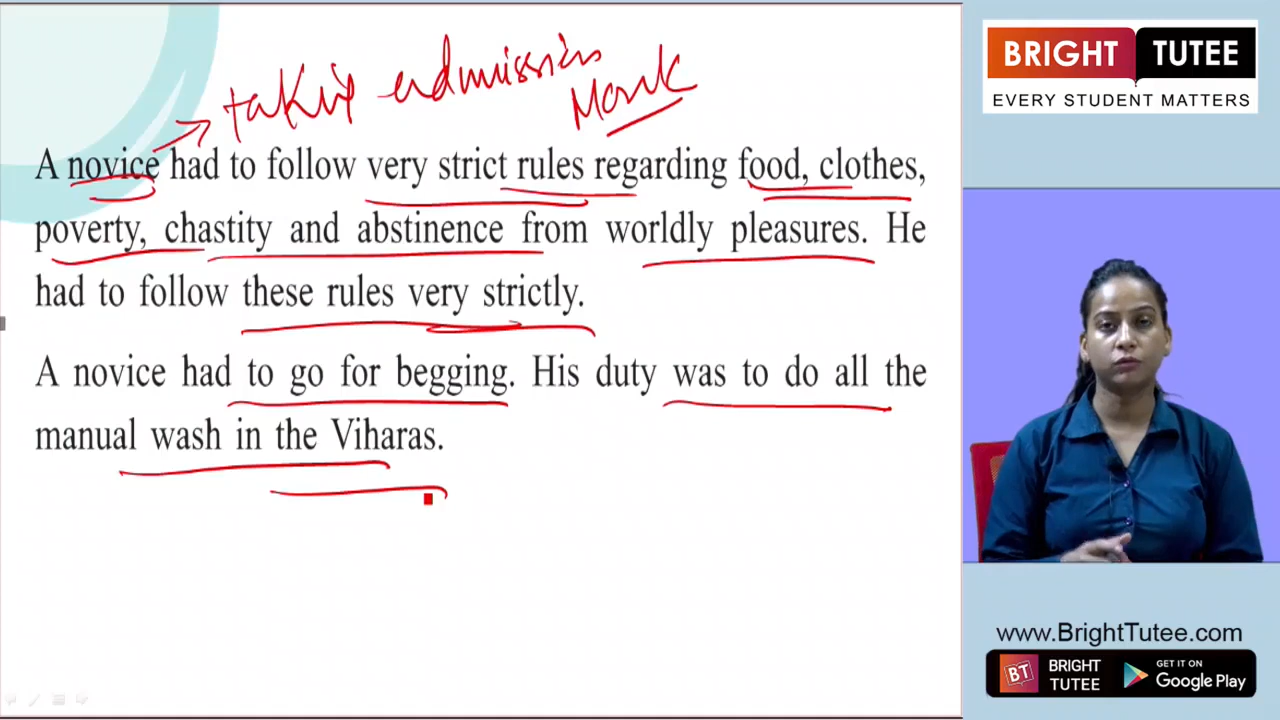 taking admission
Monk
A novice had to follow very strict rules regarding food, clothes,
poverty, chastity and abstinence from worldly pleasures. He
had to follow these rules very strictly.
A novice had to go for begging. His duty was to do all the
manual wash in the Viharas.
BRIGHT TUTEE
EVERY STUDENT MATTERS
www.BrightTutee.com
BT BRIGHT TUTEE
GET IT ON
Google Play